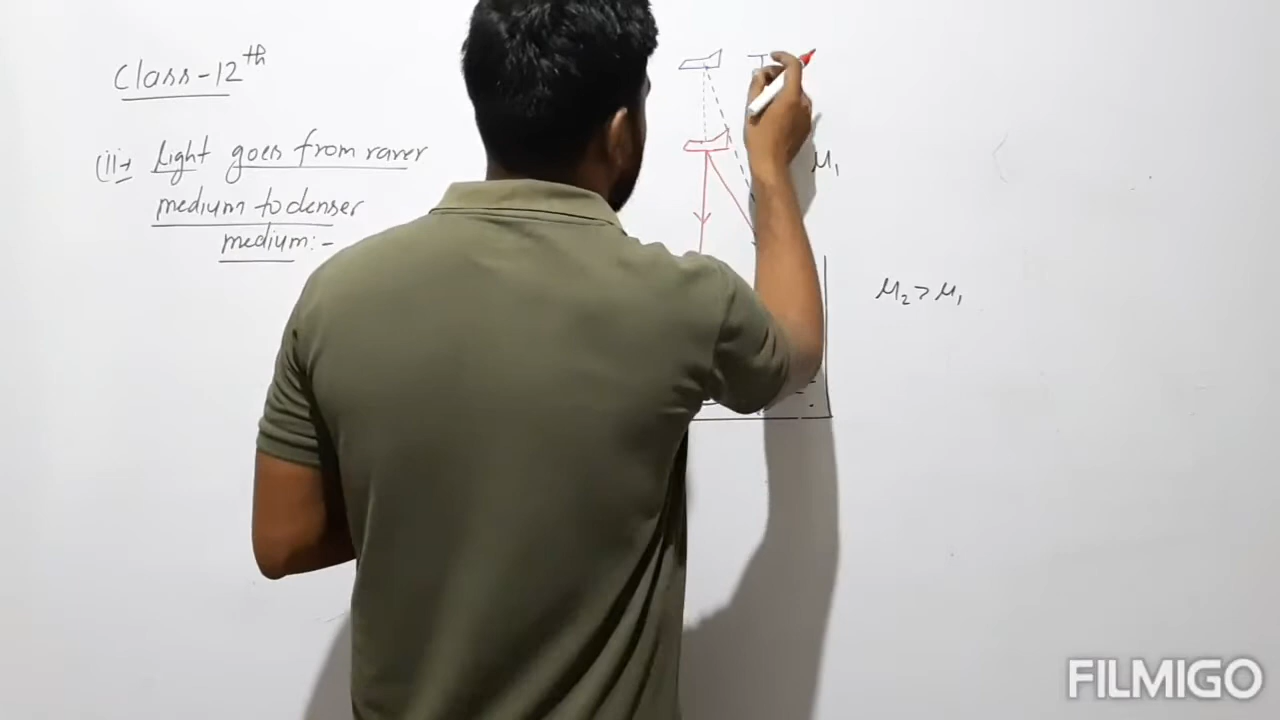 Class-12th
(ii)→ Light goes from rarer
medium to denser
medium:-
I
μ1
μ2 > μ1
FILMIGO